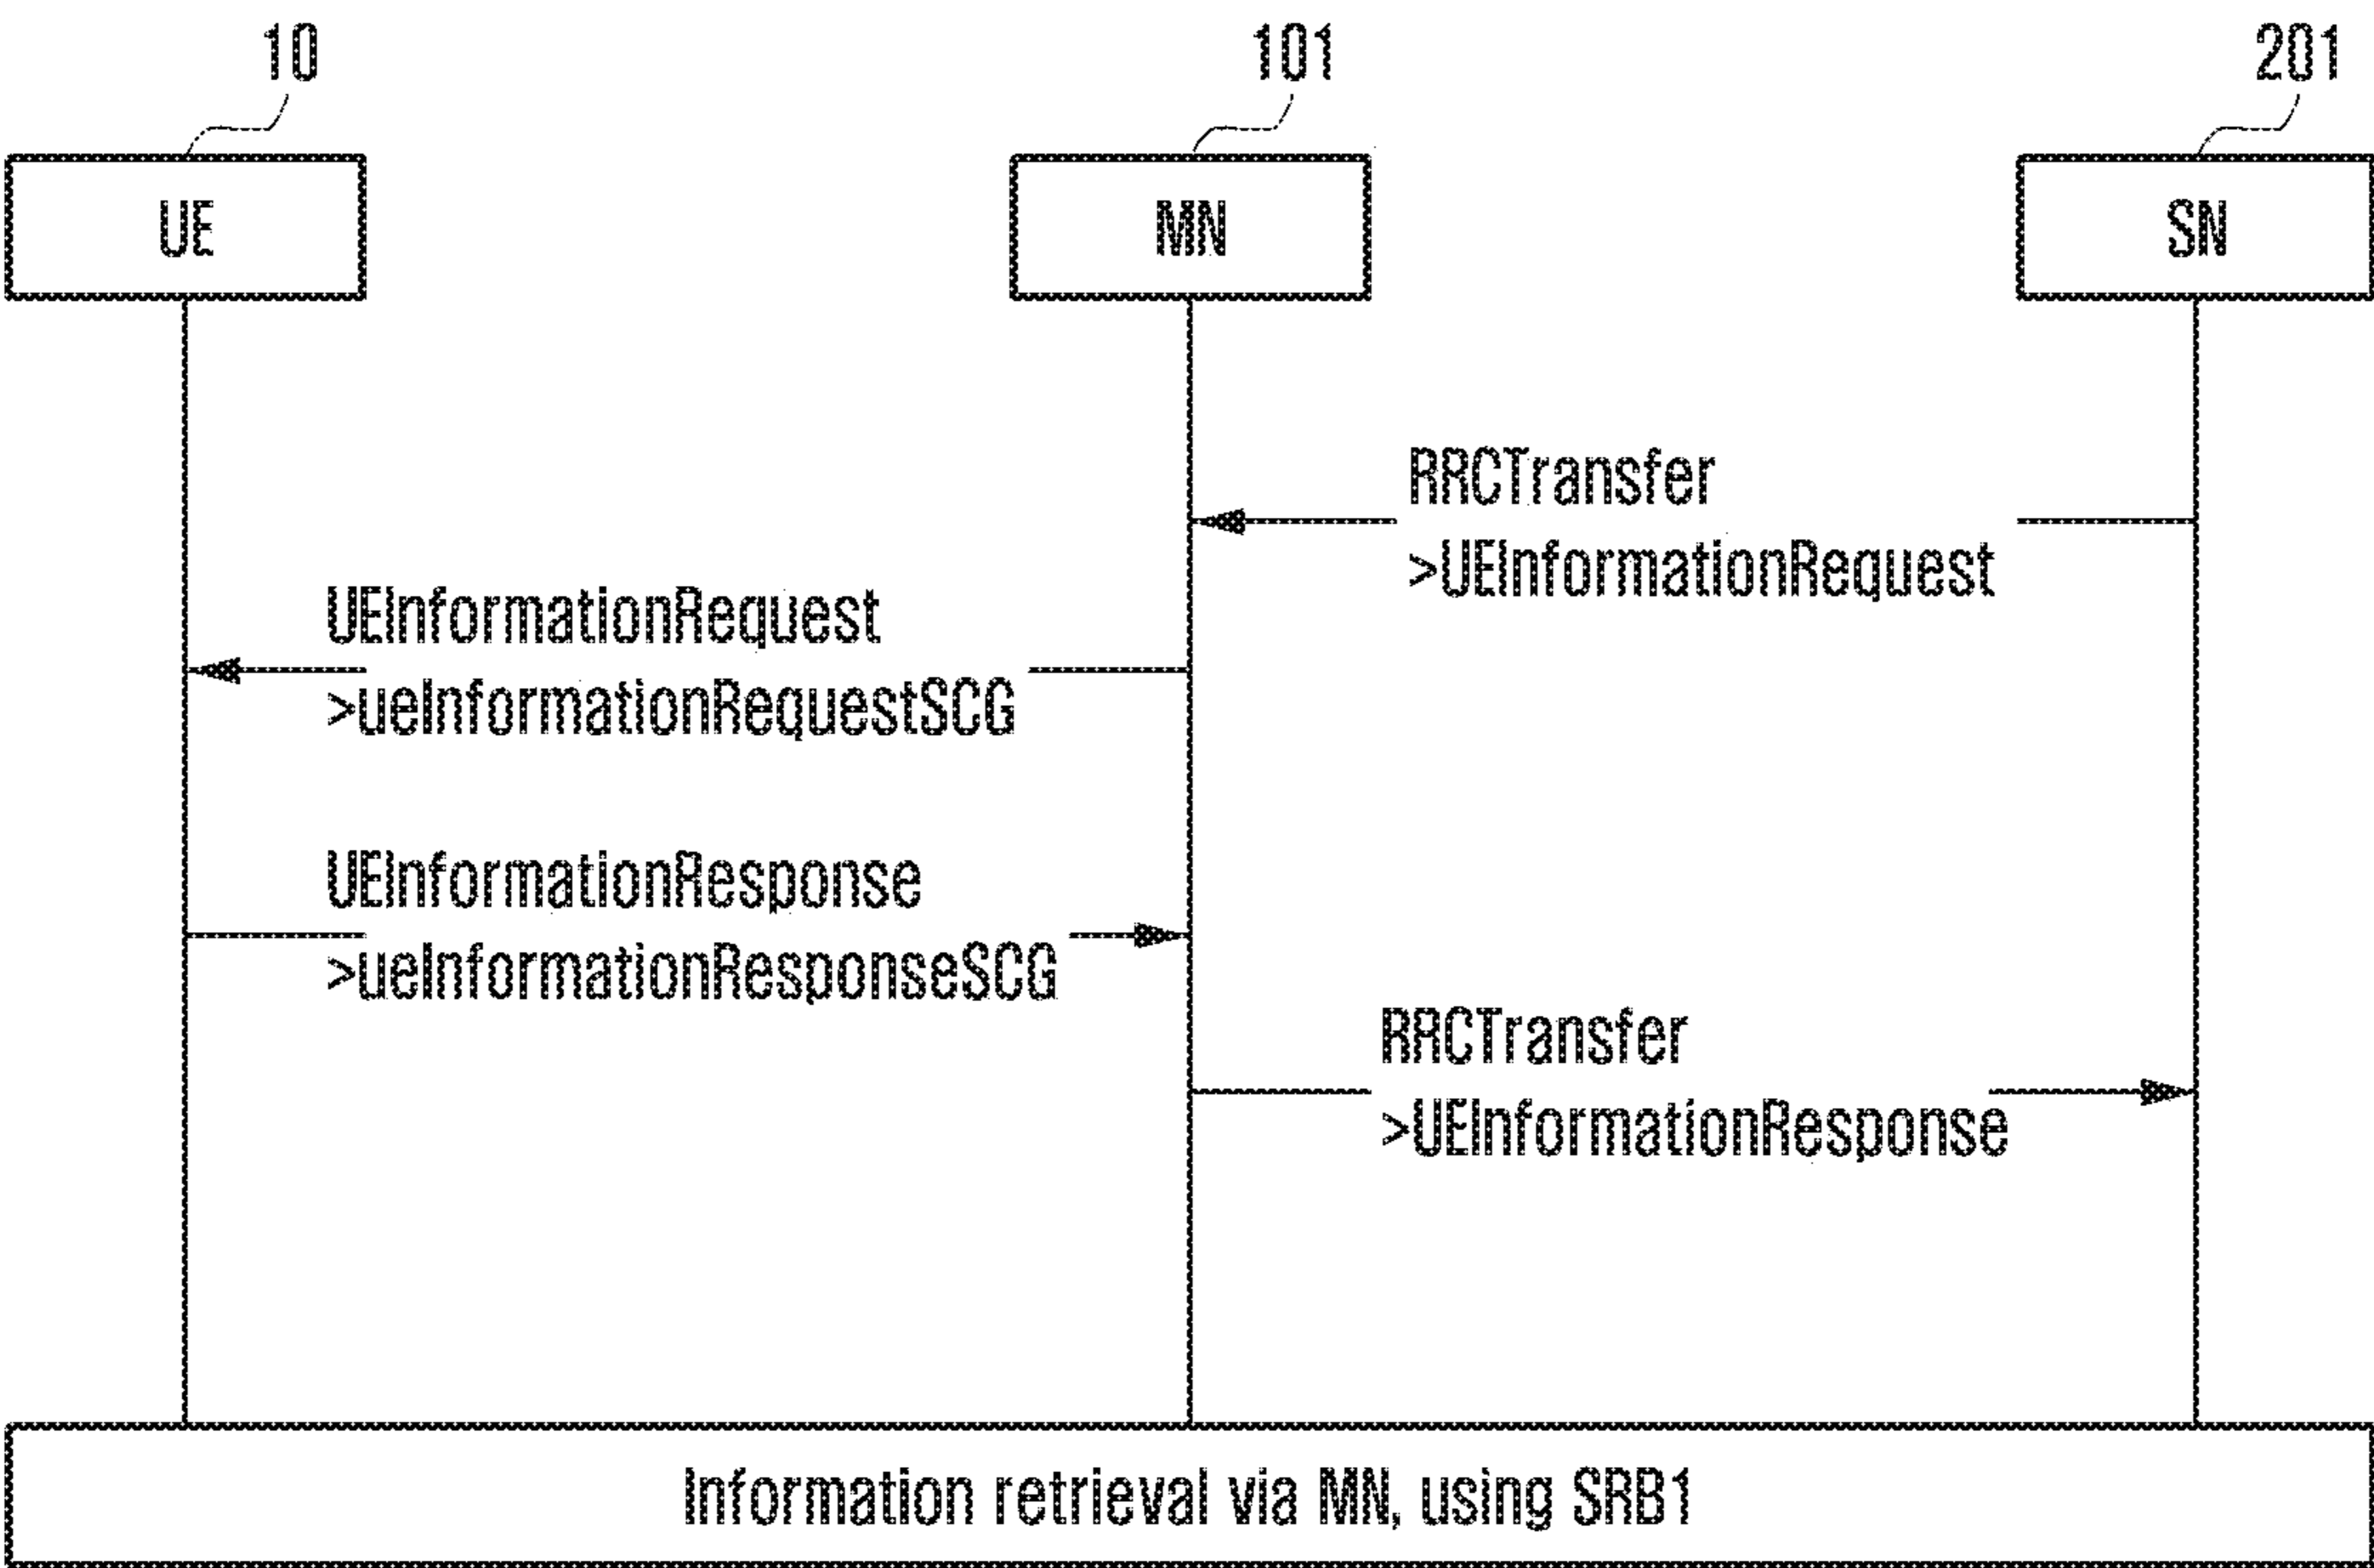 10
101
201
UE
MN
SN
RRCTransfer
>UEInformationRequest
UEInformationRequest
>ueInformationRequestSCG
UEInformationResponse
>ueInformationResponseSCG
RRCTransfer
>UEInformationResponse
Information retrieval via MN, using SRB1